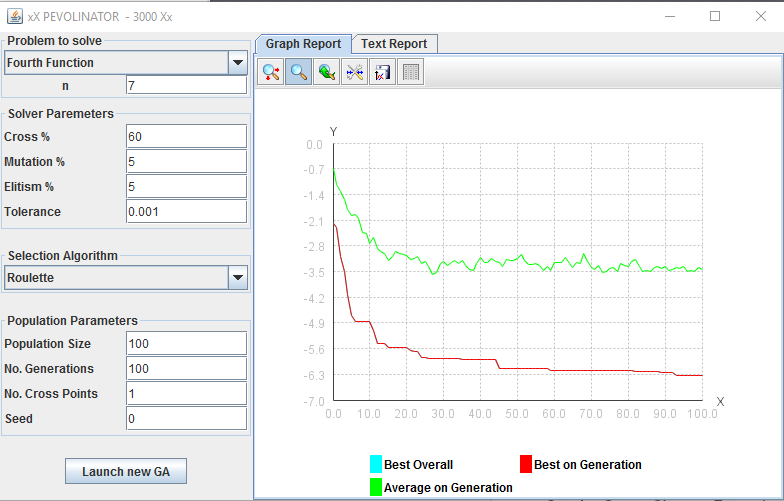 xX PEVOLINATOR - 3000 Xx
Problem to solve
Fourth Function
n 7
Solver Paremeters
Cross % 60
Mutation % 5
Elitism % 5
Tolerance 0.001
Selection Algorithm
Roulette
Population Parameters
Population Size 100
No. Generations 100
No. Cross Points 1
Seed 0
Launch new GA
Graph Report Text Report
Y
0.0
-0.7
-1.4
-2.1
-2.8
-3.5
-4.2
-4.9
-5.6
-6.3
-7.0
X
0.0 10.0 20.0 30.0 40.0 50.0 60.0 70.0 80.0 90.0 100.0
Best Overall Best on Generation
Average on Generation